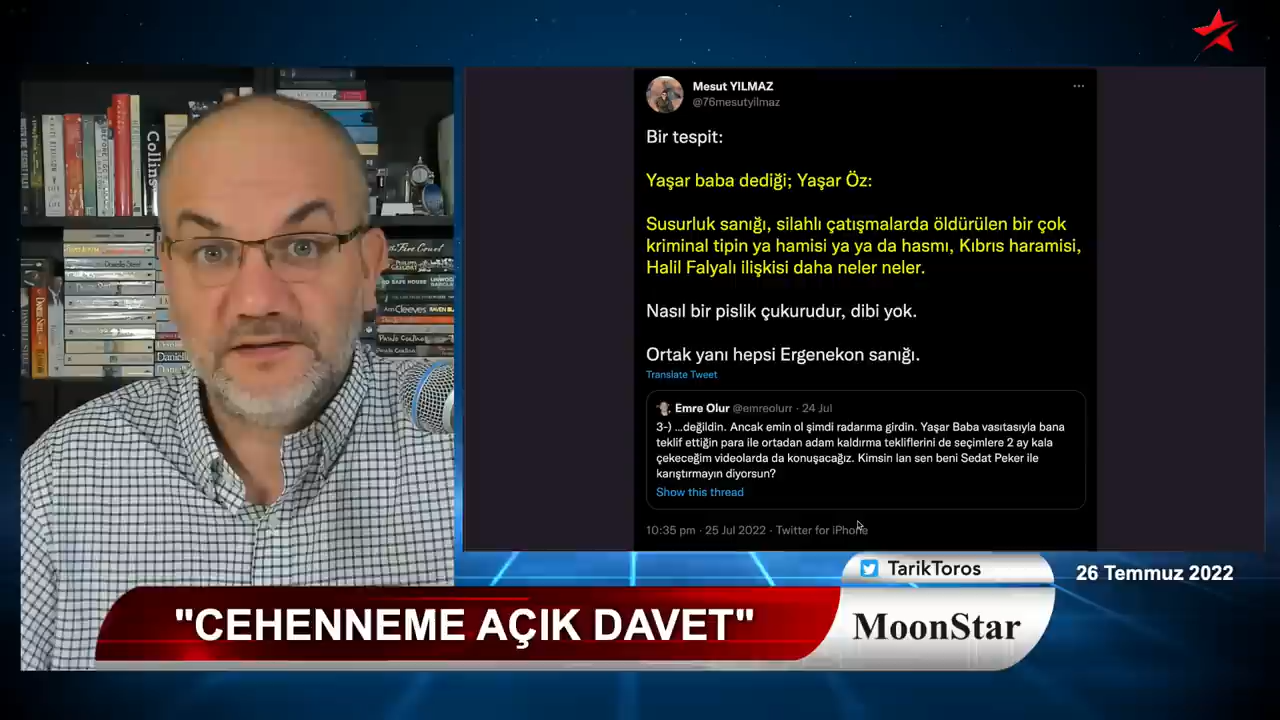 Mesut YILMAZ
@76mesutyilmaz
Bir tespit:
Yaşar baba dediği; Yaşar Öz:
Susurluk sanığı, silahlı çatışmalarda öldürülen bir çok
kriminal tipin ya hamisi ya ya da hasmı, Kıbrıs haramisi,
Halil Falyalı ilişkisi daha neler neler.
Nasıl bir pislik çukurudur, dibi yok.
Ortak yanı hepsi Ergenekon sanığı.
Translate Tweet
Emre Olur @emreolurr · 24 Jul
3-) ...değildin. Ancak emin ol şimdi radarıma girdin. Yaşar Baba vasıtasıyla bana
teklif ettiğin para ile ortadan adam kaldırma tekliflerini de seçimlere 2 ay kala
çekeceğim videolarda da konuşacağız. Kimsin lan sen beni Sedat Peker ile
karıştırmayın diyorsun?
Show this thread
10:35 pm · 25 Jul 2022 · Twitter for iPhone
Collins
Ann Cleeves
TarikToros
26 Temmuz 2022
"CEHENNEME AÇIK DAVET"
MoonStar